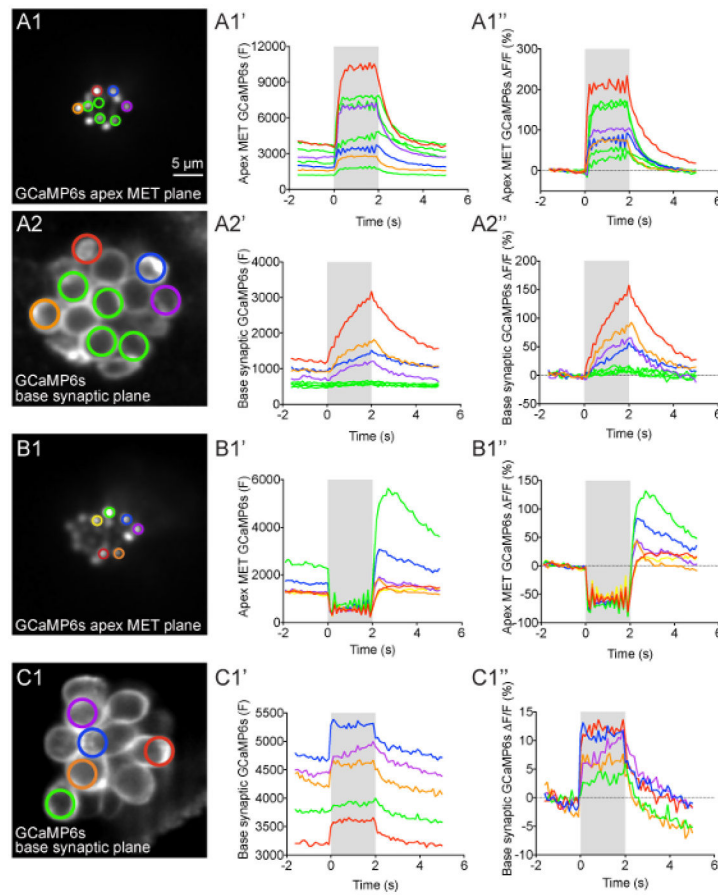 A1
5 μm
GCaMP6s apex MET plane
A1'
Apex MET GCaMP6s (F)
12000
9000
6000
3000
0
-2 0 2 4 6
Time (s)
A1''
Apex MET GCaMP6s ΔF/F (%)
300
200
100
0
-2 0 2 4 6
Time (s)
A2
GCaMP6s
base synaptic plane
A2'
Base synaptic GCaMP6s (F)
4000
3000
2000
1000
0
-2 0 2 4 6
Time (s)
A2''
Base synaptic GCaMP6s ΔF/F (%)
200
150
100
50
0
-50
-2 0 2 4 6
Time (s)
B1
GCaMP6s apex MET plane
B1'
Apex MET GCaMP6s (F)
6000
4000
2000
0
-2 0 2 4 6
Time (s)
B1''
Apex MET GCaMP6s ΔF/F (%)
150
100
50
0
-50
-100
-2 0 2 4 6
Time (s)
C1
GCaMP6s
base synaptic plane
C1'
Base synaptic GCaMP6s (F)
5500
5000
4500
4000
3500
3000
-2 0 2 4 6
Time (s)
C1''
Base synaptic GCaMP6s ΔF/F (%)
15
10
5
0
-5
-10
-2 0 2 4 6
Time (s)